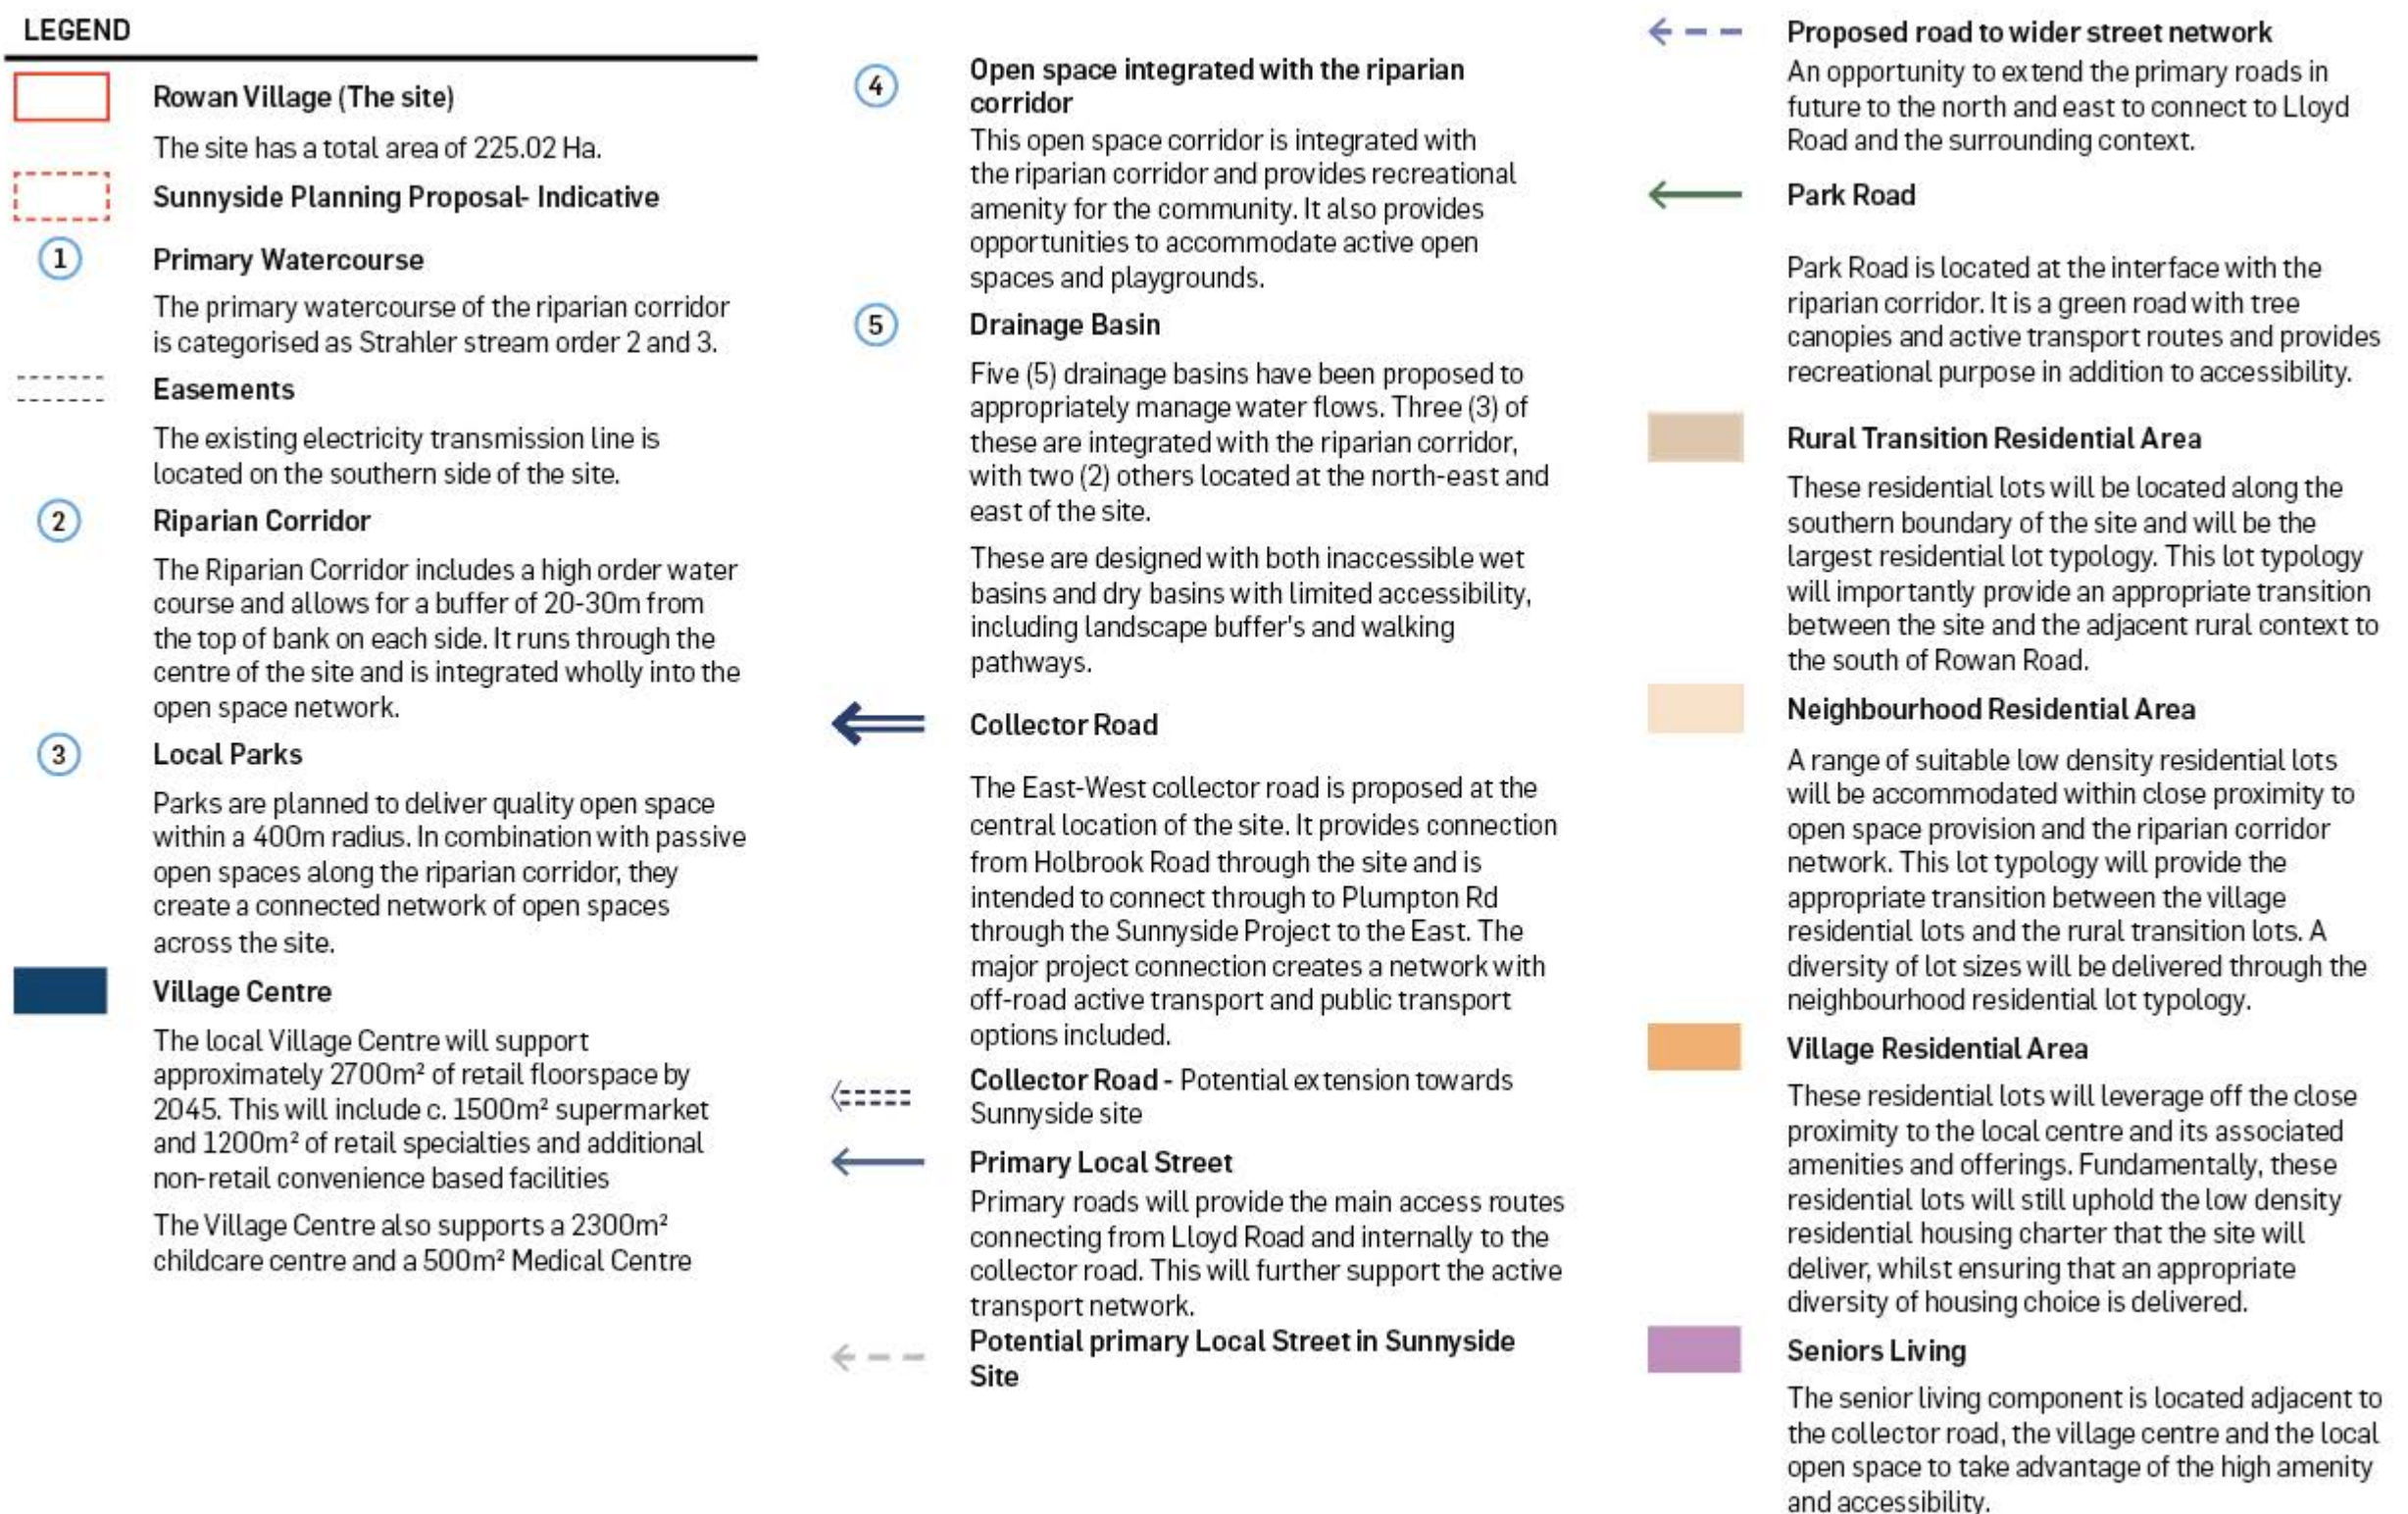 LEGEND
Rowan Village (The site)
The site has a total area of 225.02 Ha.
Sunnyside Planning Proposal- Indicative
1
Primary Watercourse
The primary watercourse of the riparian corridor
is categorised as Strahler stream order 2 and 3.
Easements
The existing electricity transmission line is
located on the southern side of the site.
2
Riparian Corridor
The Riparian Corridor includes a high order water
course and allows for a buffer of 20-30m from
the top of bank on each side. It runs through the
centre of the site and is integrated wholly into the
open space network.
3
Local Parks
Parks are planned to deliver quality open space
within a 400m radius. In combination with passive
open spaces along the riparian corridor, they
create a connected network of open spaces
across the site.
Village Centre
The local Village Centre will support
approximately 2700m² of retail floorspace by
2045. This will include c. 1500m² supermarket
and 1200m² of retail specialties and additional
non-retail convenience based facilities
The Village Centre also supports a 2300m²
childcare centre and a 500m² Medical Centre
4
Open space integrated with the riparian
corridor
This open space corridor is integrated with
the riparian corridor and provides recreational
amenity for the community. It also provides
opportunities to accommodate active open
spaces and playgrounds.
5
Drainage Basin
Five (5) drainage basins have been proposed to
appropriately manage water flows. Three (3) of
these are integrated with the riparian corridor,
with two (2) others located at the north-east and
east of the site.
These are designed with both inaccessible wet
basins and dry basins with limited accessibility,
including landscape buffer's and walking
pathways.
Collector Road
The East-West collector road is proposed at the
central location of the site. It provides connection
from Holbrook Road through the site and is
intended to connect through to Plumpton Rd
through the Sunnyside Project to the East. The
major project connection creates a network with
off-road active transport and public transport
options included.
Collector Road - Potential extension towards
Sunnyside site
Primary Local Street
Primary roads will provide the main access routes
connecting from Lloyd Road and internally to the
collector road. This will further support the active
transport network.
Potential primary Local Street in Sunnyside
Site
Proposed road to wider street network
An opportunity to extend the primary roads in
future to the north and east to connect to Lloyd
Road and the surrounding context.
Park Road
Park Road is located at the interface with the
riparian corridor. It is a green road with tree
canopies and active transport routes and provides
recreational purpose in addition to accessibility.
Rural Transition Residential Area
These residential lots will be located along the
southern boundary of the site and will be the
largest residential lot typology. This lot typology
will importantly provide an appropriate transition
between the site and the adjacent rural context to
the south of Rowan Road.
Neighbourhood Residential Area
A range of suitable low density residential lots
will be accommodated within close proximity to
open space provision and the riparian corridor
network. This lot typology will provide the
appropriate transition between the village
residential lots and the rural transition lots. A
diversity of lot sizes will be delivered through the
neighbourhood residential lot typology.
Village Residential Area
These residential lots will leverage off the close
proximity to the local centre and its associated
amenities and offerings. Fundamentally, these
residential lots will still uphold the low density
residential housing charter that the site will
deliver, whilst ensuring that an appropriate
diversity of housing choice is delivered.
Seniors Living
The senior living component is located adjacent to
the collector road, the village centre and the local
open space to take advantage of the high amenity
and accessibility.